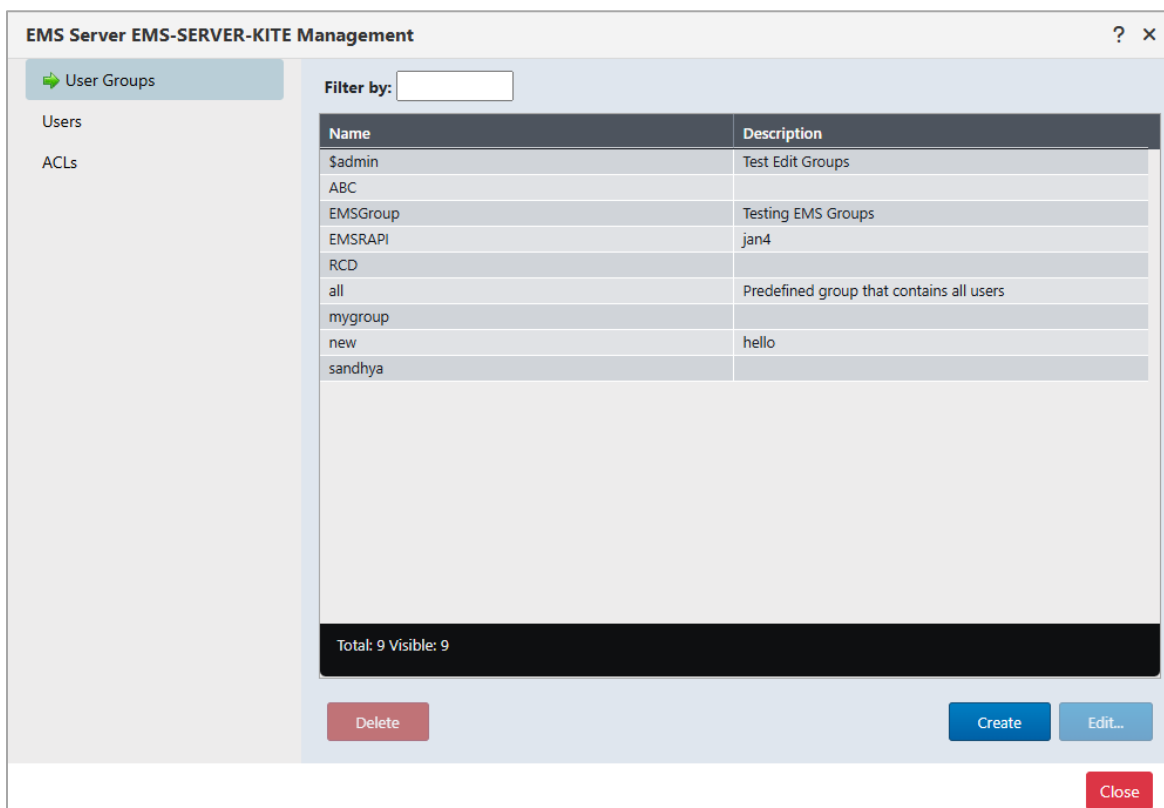 EMS Server EMS-SERVER-KITE Management ? ×
User Groups
Users
ACLs
Filter by:
Name Description
$admin Test Edit Groups
ABC
EMSGroup Testing EMS Groups
EMSRAPI jan4
RCD
all Predefined group that contains all users
mygroup
new hello
sandhya
Total: 9 Visible: 9
Delete Create Edit...
Close